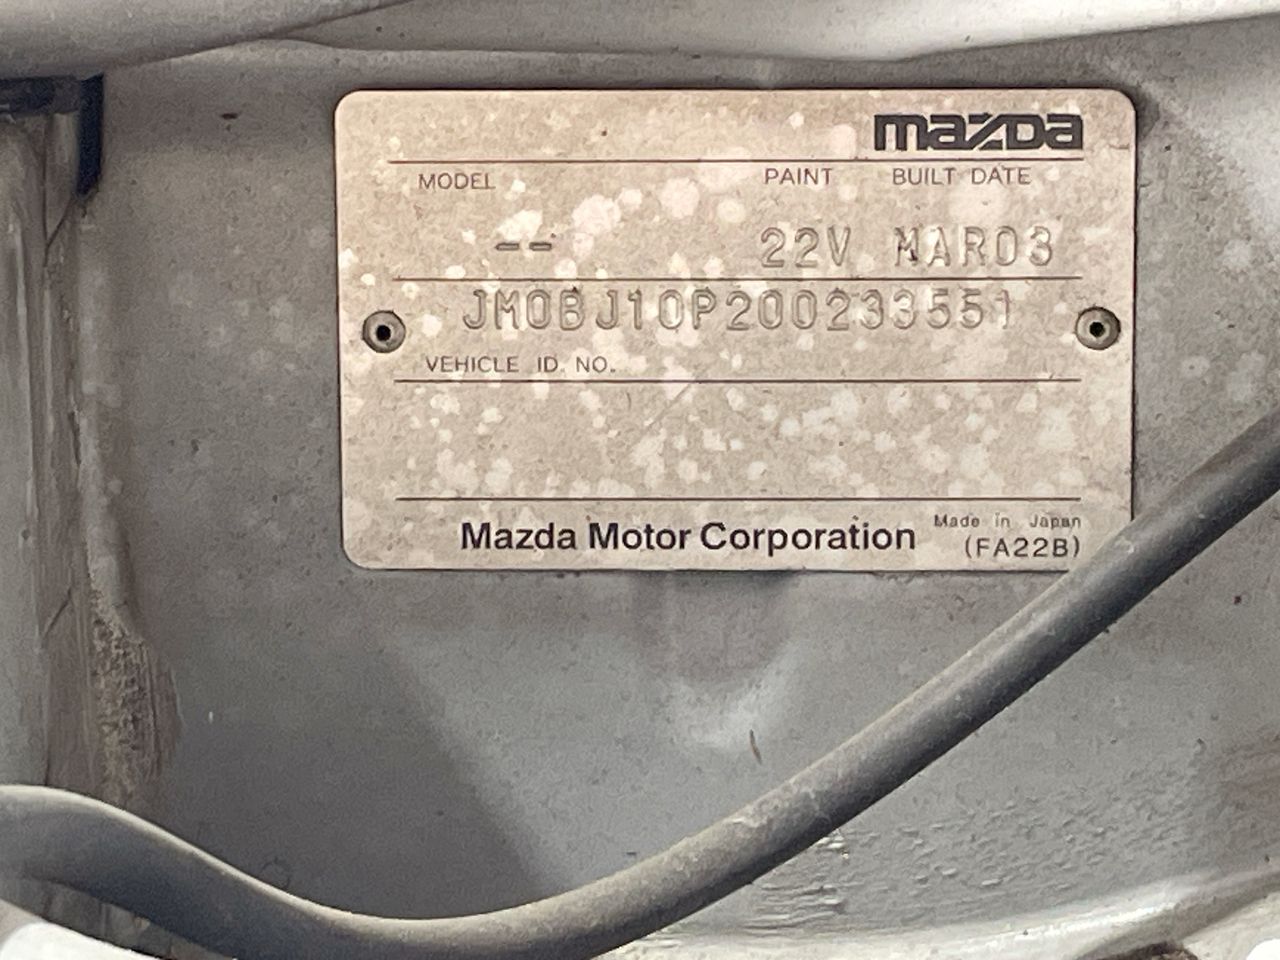 mazda
MODEL PAINT BUILT DATE
-- 22V MAR03
JM0BJ10P200233551
VEHICLE ID. NO.
Mazda Motor Corporation
Made in Japan
(FA22B)